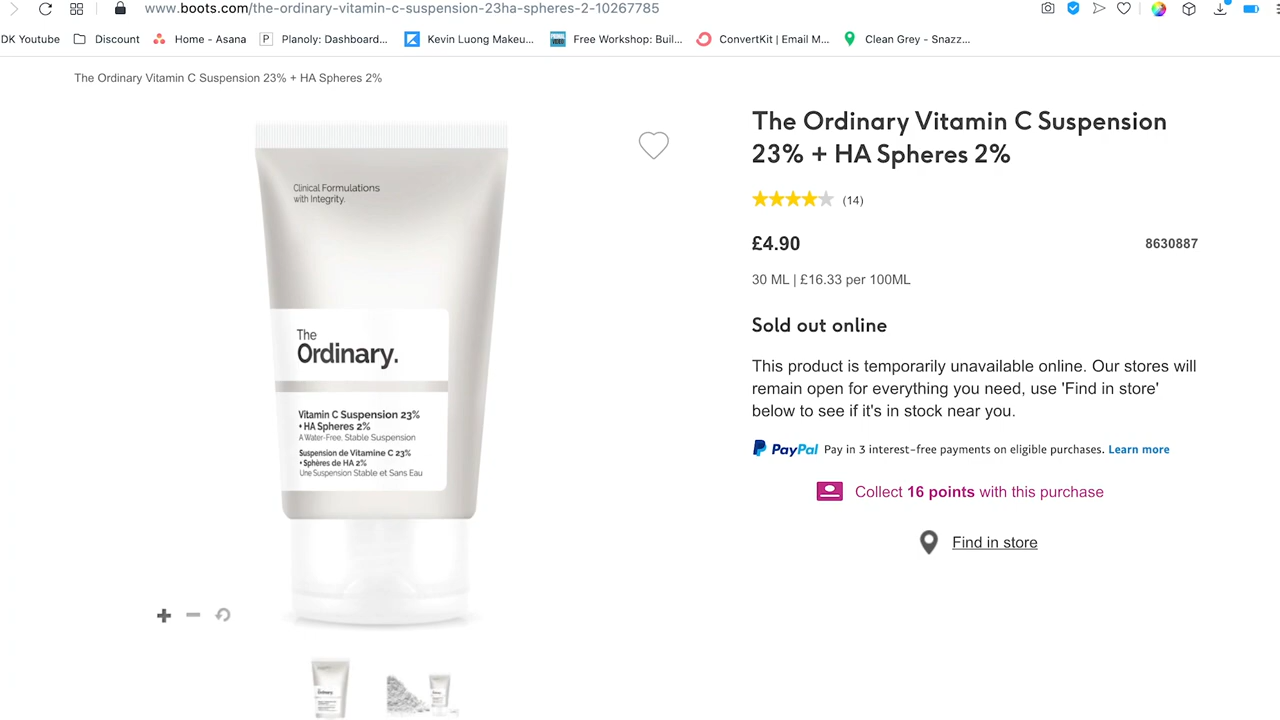 www.boots.com/the-ordinary-vitamin-c-suspension-23ha-spheres-2-10267785
DK Youtube Discount Home - Asana Planoly: Dashboard... Kevin Luong Makeu... Free Workshop: Buil... ConvertKit | Email M... Clean Grey - Snazz...
The Ordinary Vitamin C Suspension 23% + HA Spheres 2%
Clinical Formulations
with Integrity.
The
Ordinary.
Vitamin C Suspension 23%
+ HA Spheres 2%
A Water-Free, Stable Suspension
Suspension de Vitamine C 23%
+ Sphères de HA 2%
Une Suspension Stable et Sans Eau
The Ordinary Vitamin C Suspension
23% + HA Spheres 2%
(14)
£4.90
8630887
30 ML | £16.33 per 100ML
Sold out online
This product is temporarily unavailable online. Our stores will
remain open for everything you need, use 'Find in store'
below to see if it's in stock near you.
PayPal Pay in 3 interest-free payments on eligible purchases. Learn more
Collect 16 points with this purchase
Find in store